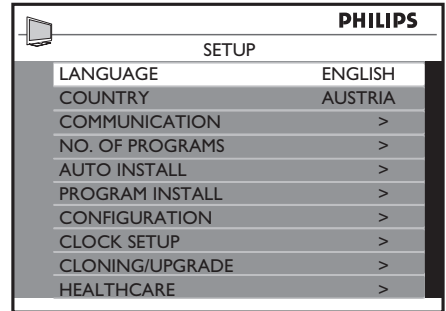 PHILIPS
SETUP
LANGUAGE ENGLISH
COUNTRY AUSTRIA
COMMUNICATION >
NO. OF PROGRAMS >
AUTO INSTALL >
PROGRAM INSTALL >
CONFIGURATION >
CLOCK SETUP >
CLONING/UPGRADE >
HEALTHCARE >